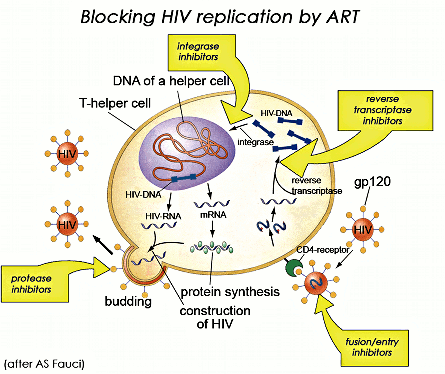 Blocking HIV replication by ART
integrase
inhibitors
DNA of a helper cell
T-helper cell
HIV-DNA
integrase
reverse
transcriptase
inhibitors
HIV
HIV-DNA
reverse
transcriptase
gp120
HIV-RNA
mRNA
HIV
HIV
CD4-receptor
protease
inhibitors
budding
protein synthesis
construction
of HIV
fusion/entry
inhibitors
(after AS Fauci)